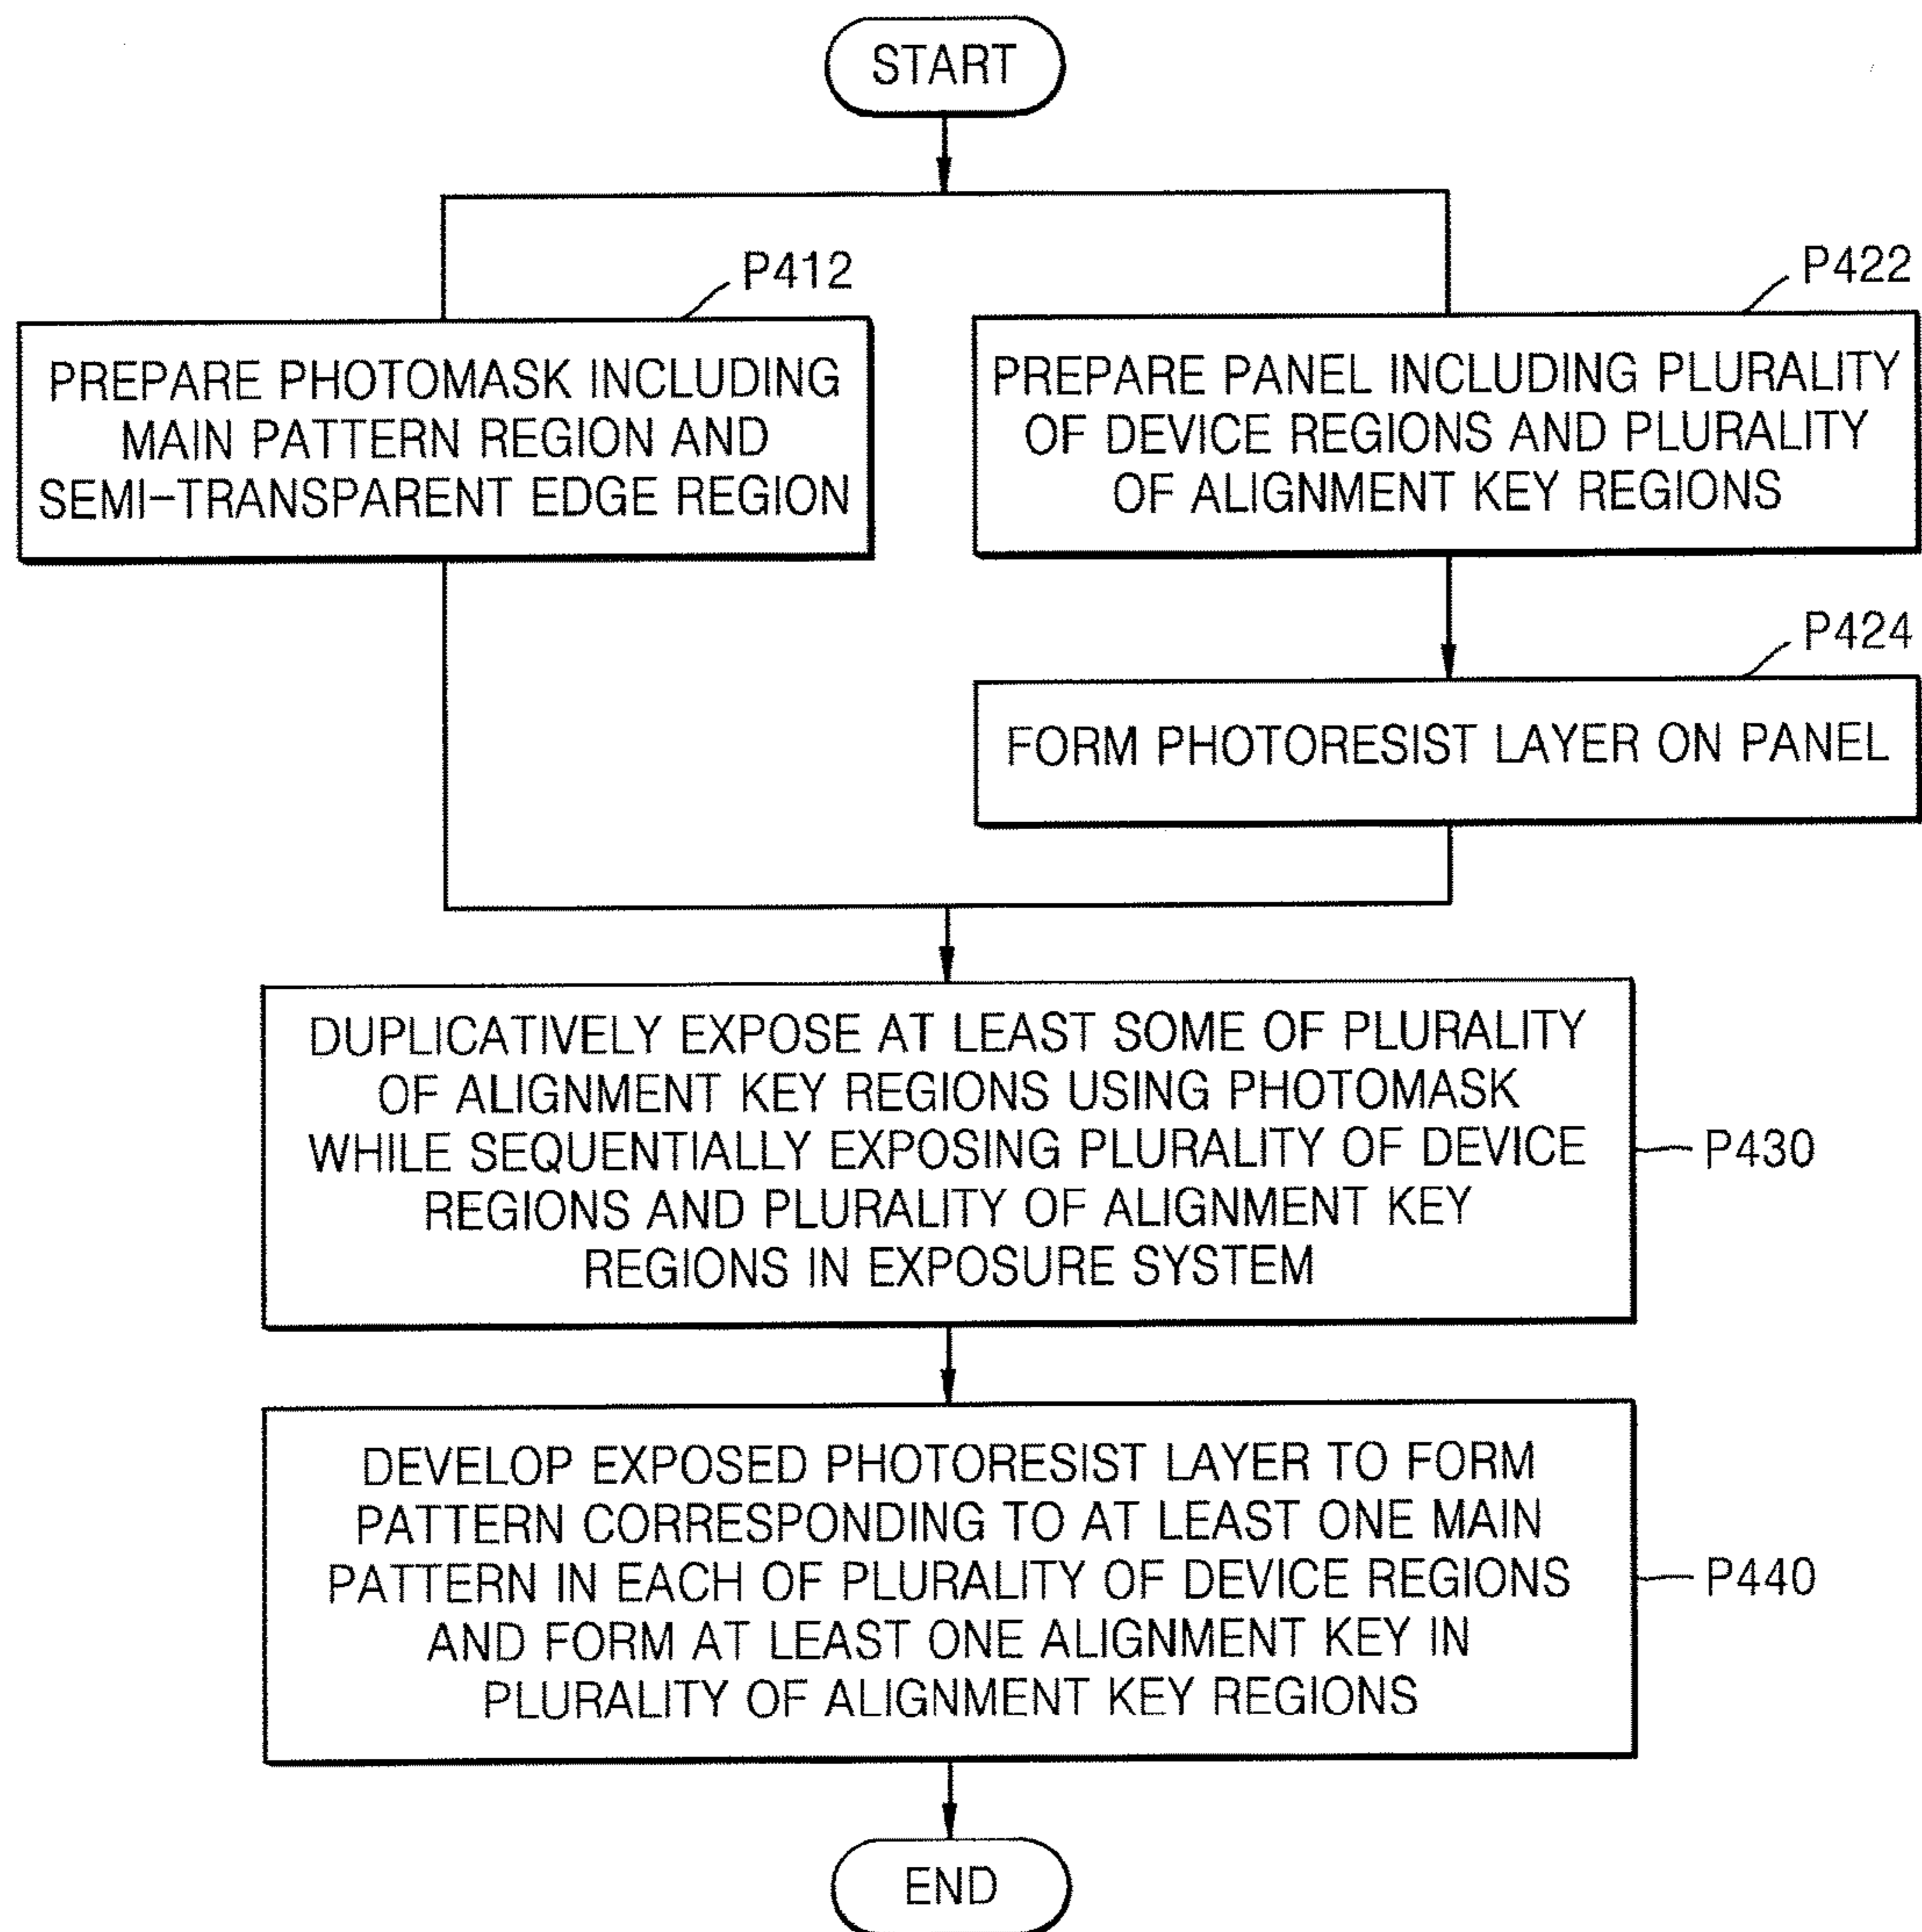 START
P412
PREPARE PHOTOMASK INCLUDING
MAIN PATTERN REGION AND
SEMI-TRANSPARENT EDGE REGION
P422
PREPARE PANEL INCLUDING PLURALITY
OF DEVICE REGIONS AND PLURALITY
OF ALIGNMENT KEY REGIONS
P424
FORM PHOTORESIST LAYER ON PANEL
DUPLICATIVELY EXPOSE AT LEAST SOME OF PLURALITY
OF ALIGNMENT KEY REGIONS USING PHOTOMASK
WHILE SEQUENTIALLY EXPOSING PLURALITY OF DEVICE
REGIONS AND PLURALITY OF ALIGNMENT KEY
REGIONS IN EXPOSURE SYSTEM
P430
DEVELOP EXPOSED PHOTORESIST LAYER TO FORM
PATTERN CORRESPONDING TO AT LEAST ONE MAIN
PATTERN IN EACH OF PLURALITY OF DEVICE REGIONS
AND FORM AT LEAST ONE ALIGNMENT KEY IN
PLURALITY OF ALIGNMENT KEY REGIONS
P440
END